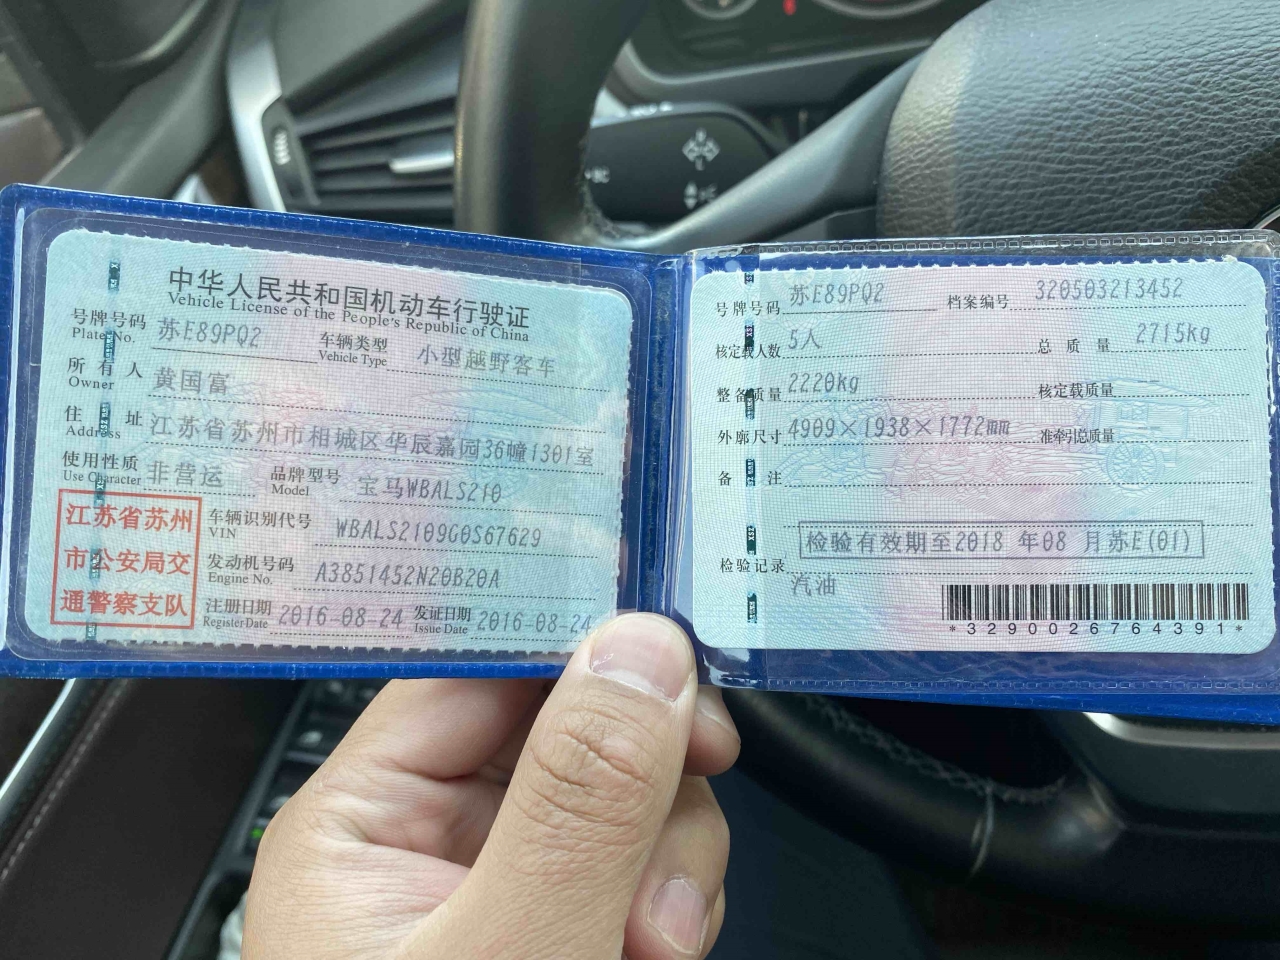 中华人民共和国机动车行驶证
Vehicle License of the People's Republic of China
号牌号码 苏E89PQ2 车辆类型 小型越野客车
Plate No. Vehicle Type
所有人 黄国富
Owner
住址 江苏省苏州市相城区华辰嘉园36幢1301室
Address
使用性质 非营运 品牌型号 宝马WBALS210
Use Character Model
江苏省苏州
市公安局交
通警察支队
车辆识别代号 WBALS2109G0S67629
VIN
发动机号码 A3851452N20B20A
Engine No.
注册日期 2016-08-24 发证日期 2016-08-24
Register Date Issue Date
号牌号码 苏E89PQ2 档案编号 320503213452
核定载人数 5人 总质量 2715kg
整备质量 2220kg 核定载质量 --
外廓尺寸 4909×1938×1772mm 准牵引总质量
备注
检验有效期至2018 年08 月苏E(01)
检验记录
汽油
*3290026764391*